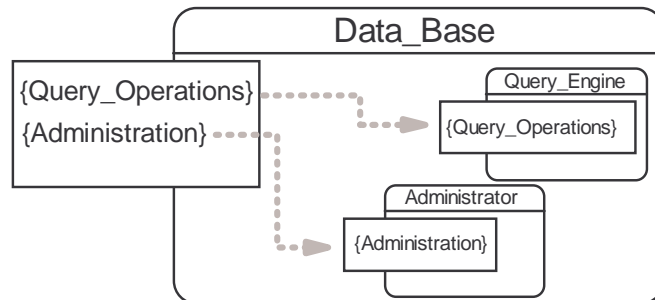 Data_Base
{Query_Operations}
{Administration}
Query_Engine
{Query_Operations}
Administrator
{Administration}